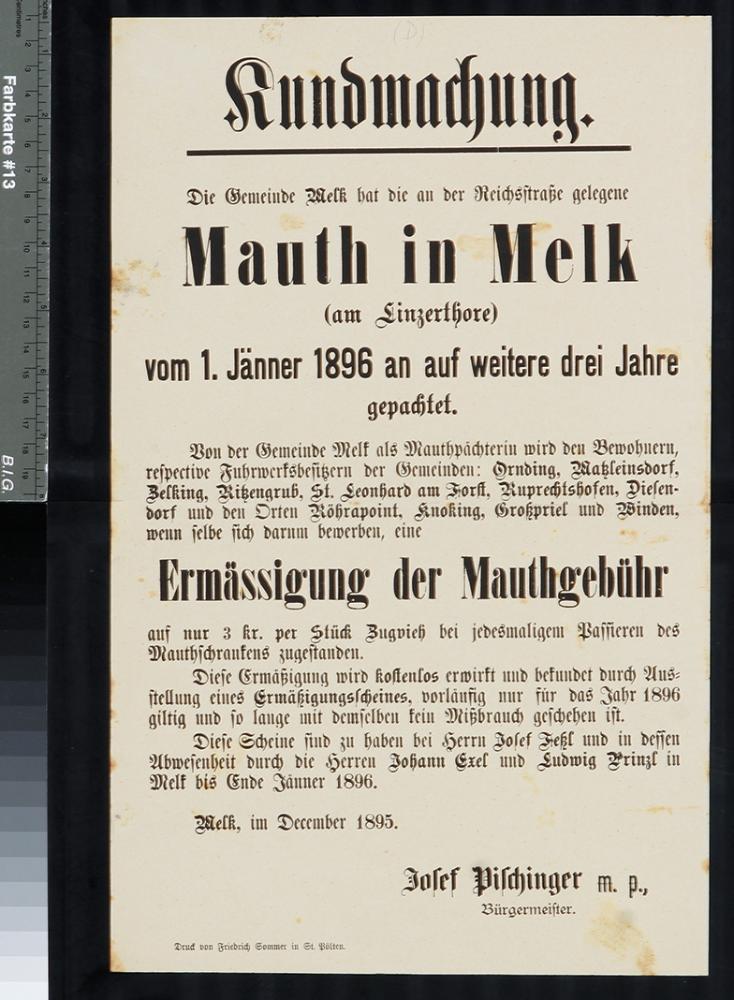 Kundmachung.
Die Gemeinde Melk hat die an der Reichsstraße gelegene
Mauth in Melk
(am Linzerthore)
vom 1. Jänner 1896 an auf weitere drei Jahre
gepachtet.
Von der Gemeinde Melk als Mauthpächterin wird den Bewohnern,
respective Fuhrwerksbesitzern der Gemeinden: Ornding, Matzleinsdorf,
Zelking, Ritzengrub, St. Leonhard am Forst, Ruprechtshofen, Diesen-
dorf und den Orten Röhrapoint, Knoking, Großpriel und Winden,
wenn selbe sich darum bewerben, eine
Ermässigung der Mauthgebühr
auf nur 3 kr. per Stück Zugvieh bei jedesmaligem Passieren des
Mauthschrankens zugestanden.
Diese Ermäßigung wird kostenlos erwirkt und bekundet durch Aus-
stellung eines Ermäßigungsscheines, vorläufig nur für das Jahr 1896
giltig und so lange mit demselben kein Mißbrauch geschehen ist.
Diese Scheine sind zu haben bei Herrn Josef Feßl und in dessen
Abwesenheit durch die Herren Johann Exel und Ludwig Prinzl in
Melk bis Ende Jänner 1896.
Melk, im December 1895.
Josef Pischinger m. p.,
Bürgermeister.
Druck von Friedrich Sommer in St. Pölten.
Farbkarte #13
B.I.G.